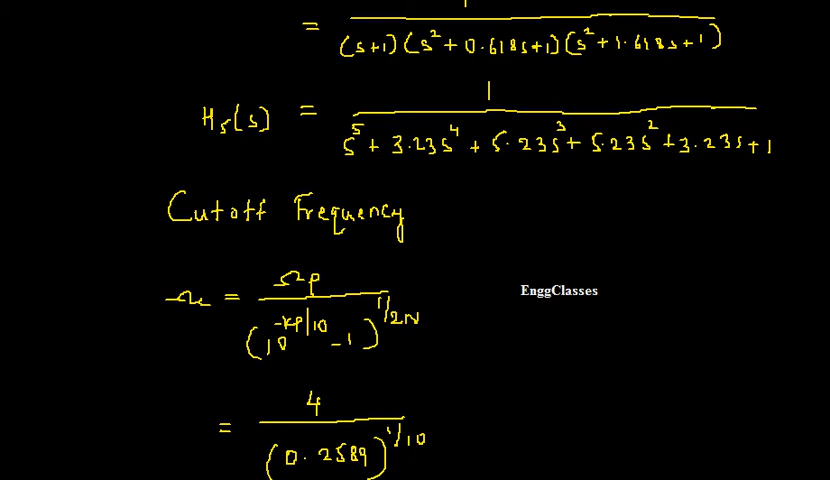 1
= (s+1) (s² + 0.618s+1) (s² + 1.618s+1)
H₅(s) = 1
s⁵ + 3.23s⁴ + 5.23s³ + 5.23s² + 3.23s + 1
Cutoff Frequency
Ωc = Ωp
(10^(-Kp/10) - 1)^(1/2N)
EnggClasses
= 4
(0.2589)^(1/10)